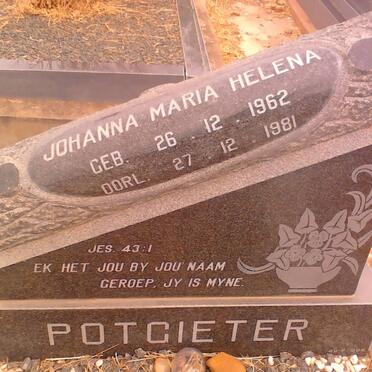 JOHANNA MARIA HELENA
GEB. 26 . 12 . 1962
OORL. 27 . 12 . 1981
JES. 43:1
EK HET JOU BY JOU NAAM
GEROEP. JY IS MYNE.
POTGIETER